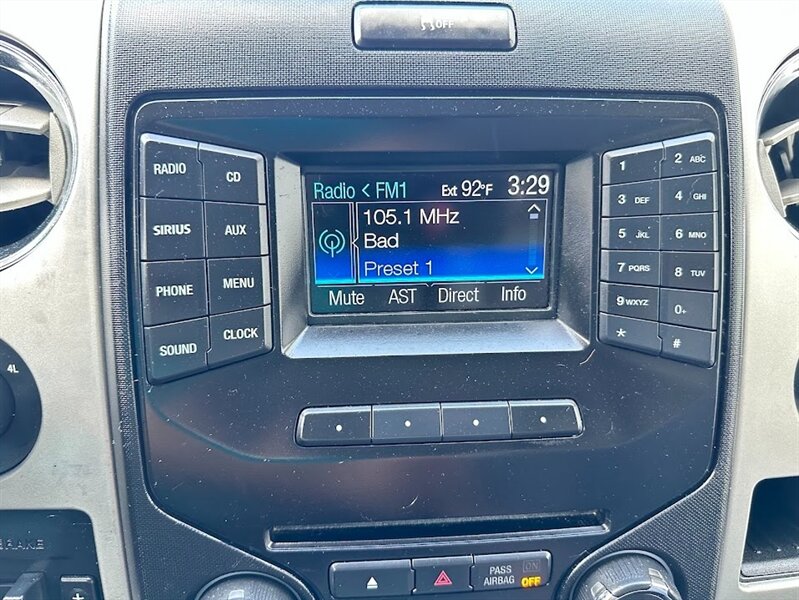 OFF
RADIO
CD
SIRIUS
AUX
PHONE
MENU
SOUND
CLOCK
Radio < FM1 Ext 92°F 3:29
105.1 MHz
Bad
Preset 1
Mute AST Direct Info
1
2 ABC
3 DEF
4 GHI
5 JKL
6 MNO
7 PQRS
8 TUV
9 WXYZ
0+
*
#
4L
PASS
AIRBAG
ON
OFF
+